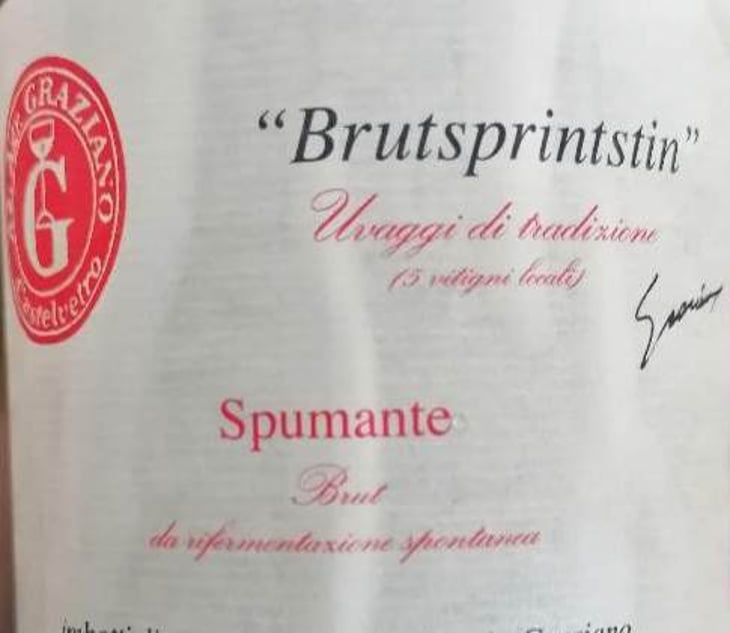 GRAZIANO
G
Castelvetro
“Brutsprintstin”
Uvaggi di tradizione
(5 vitigni locali)
Spumante
Brut
da rifermentazione spontanea